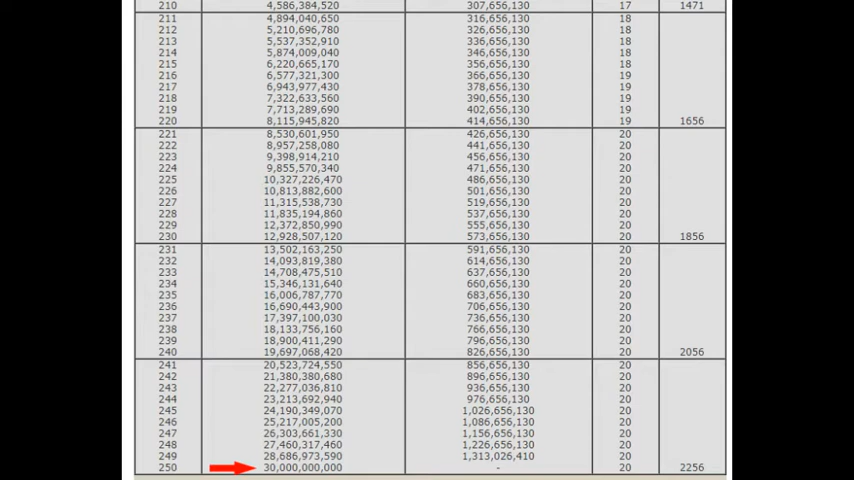 210 4,586,384,520 307,656,130 17 1471
211 4,894,040,650 316,656,130 18
212 5,210,696,780 326,656,130 18
213 5,537,352,910 336,656,130 18
214 5,874,009,040 346,656,130 18
215 6,220,665,170 356,656,130 18
216 6,577,321,300 366,656,130 19
217 6,943,977,430 378,656,130 19
218 7,322,633,560 390,656,130 19
219 7,713,289,690 402,656,130 19
220 8,115,945,820 414,656,130 19 1656
221 8,530,601,950 426,656,130 20
222 8,957,258,080 441,656,130 20
223 9,398,914,210 456,656,130 20
224 9,855,570,340 471,656,130 20
225 10,327,226,470 486,656,130 20
226 10,813,882,600 501,656,130 20
227 11,315,538,730 519,656,130 20
228 11,835,194,860 537,656,130 20
229 12,372,850,990 555,656,130 20
230 12,928,507,120 573,656,130 20 1856
231 13,502,163,250 591,656,130 20
232 14,093,819,380 614,656,130 20
233 14,708,475,510 637,656,130 20
234 15,346,131,640 660,656,130 20
235 16,006,787,770 683,656,130 20
236 16,690,443,900 706,656,130 20
237 17,397,100,030 736,656,130 20
238 18,133,756,160 766,656,130 20
239 18,900,411,290 796,656,130 20
240 19,697,068,420 826,656,130 20 2056
241 20,523,724,550 856,656,130 20
242 21,380,380,680 896,656,130 20
243 22,277,036,810 936,656,130 20
244 23,213,692,940 976,656,130 20
245 24,190,349,070 1,026,656,130 20
246 25,217,005,200 1,086,656,130 20
247 26,303,661,330 1,156,656,130 20
248 27,460,317,460 1,226,656,130 20
249 28,686,973,590 1,313,026,410 20
250 30,000,000,000 - 20 2256